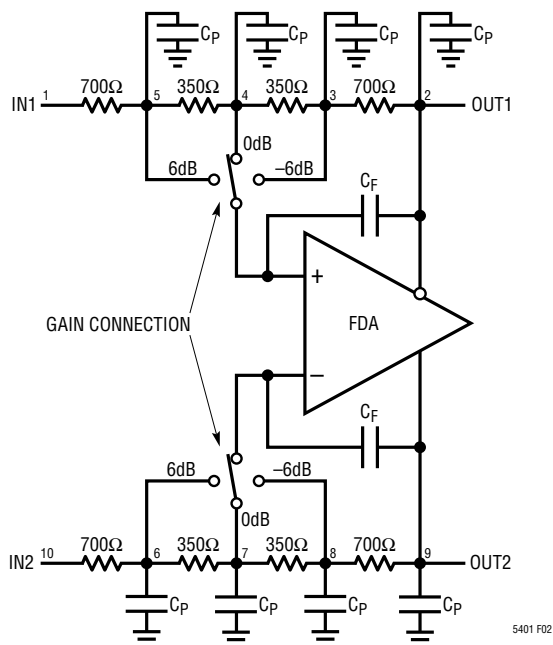 C_P C_P C_P C_P
700Ω 350Ω 350Ω 700Ω
IN1 1 5 4 3 2 OUT1
0dB
6dB –6dB
C_F
+
GAIN CONNECTION FDA
–
C_F
6dB –6dB
0dB
700Ω 350Ω 350Ω 700Ω
IN2 10 6 7 8 9 OUT2
C_P C_P C_P C_P
5401 F02